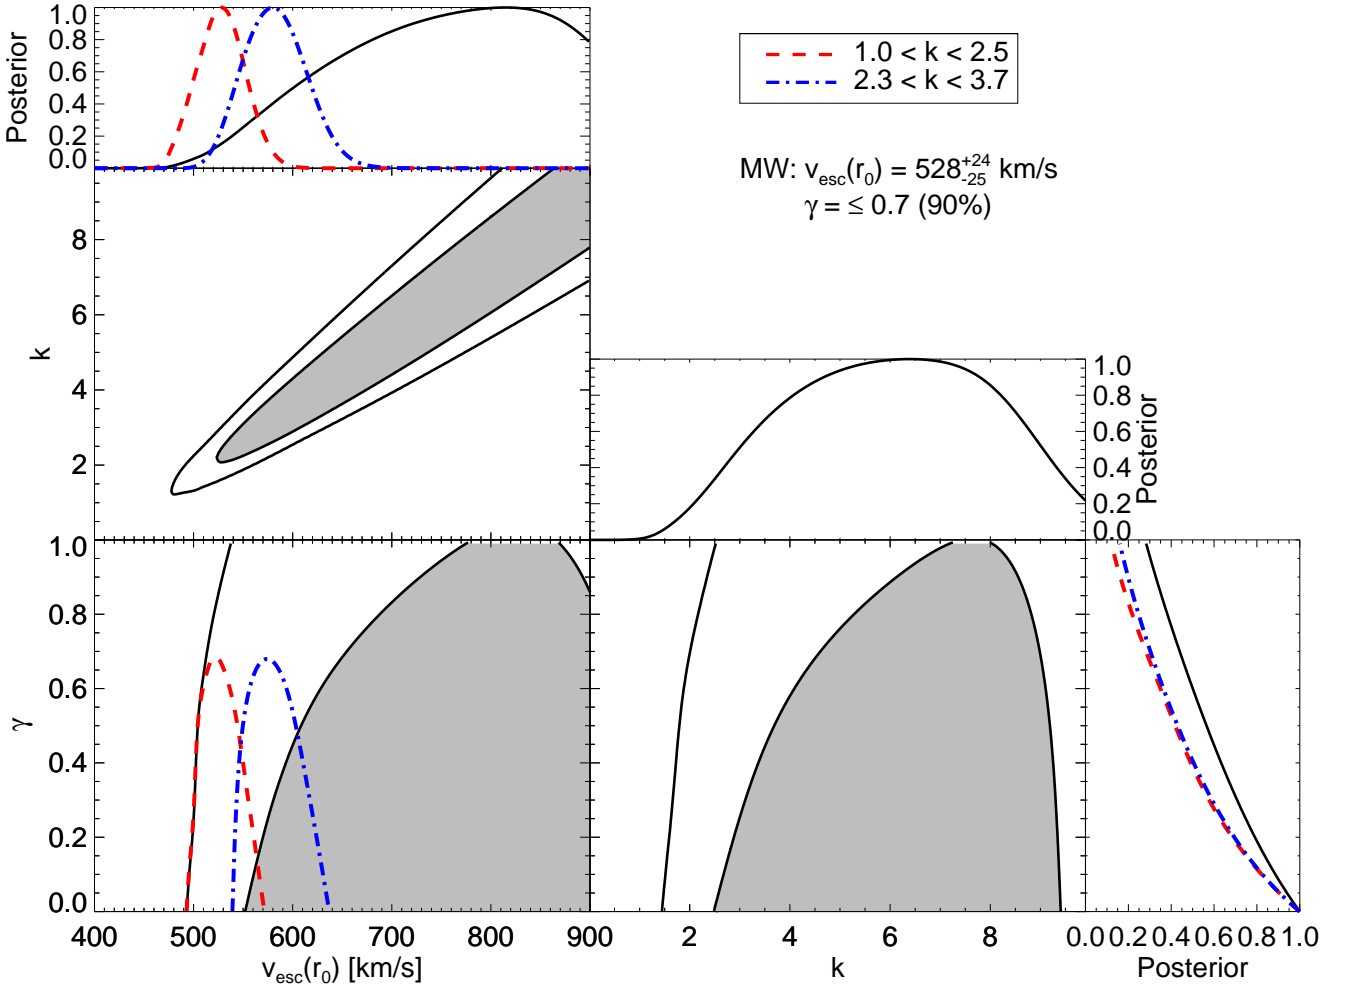 1.0
0.8
0.6
0.4
0.2
0.0
Posterior
1.0 < k < 2.5
2.3 < k < 3.7
MW: v_esc(r_0) = 528^{+24}_{-25} km/s
γ = ≤ 0.7 (90%)
8
6
4
2
k
1.0
0.8
0.6
0.4
0.2
0.0
Posterior
1.0
0.8
0.6
0.4
0.2
0.0
γ
400 500 600 700 800 900
v_esc(r_0) [km/s]
0 2 4 6 8
k
0.0 0.2 0.4 0.6 0.8 1.0
Posterior